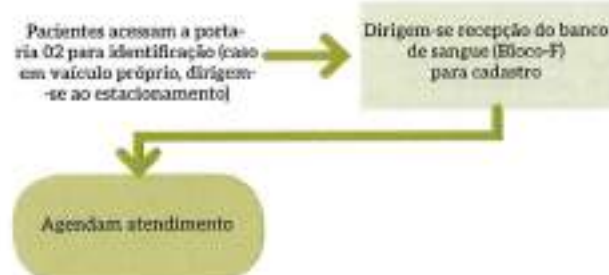 Pacientes acessam a porta-
ria 02 para identificação (caso
em vaículo próprio, dirigem-
-se ao estacionamento)
Dirigem-se recepção do banco
de sangue (Bloco-F)
para cadastro
Agendam atendimento